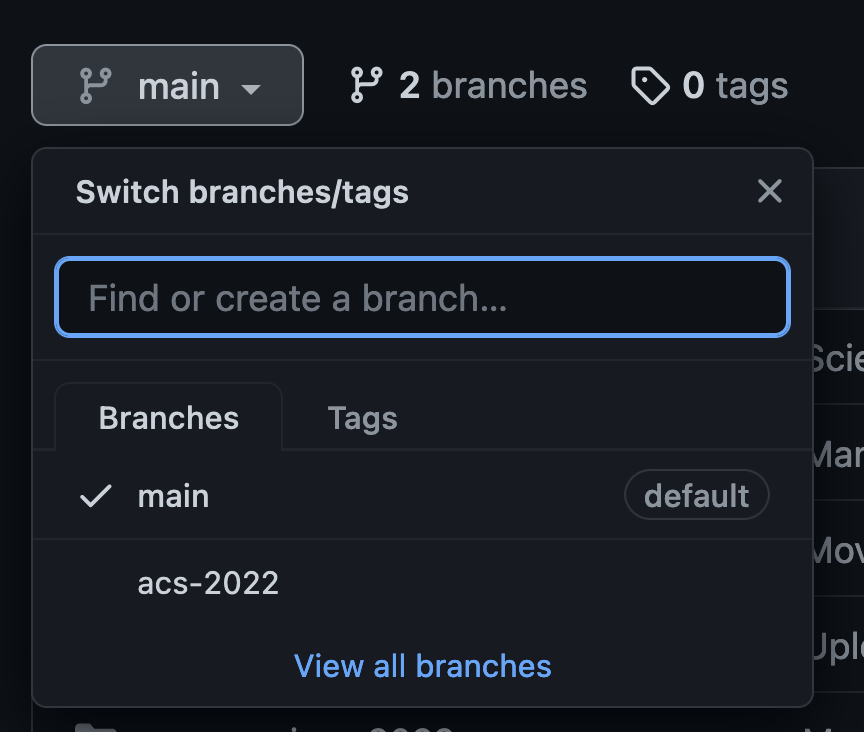 main
2 branches
0 tags
Switch branches/tags
Find or create a branch...
Branches
Tags
main
default
acs-2022
View all branches